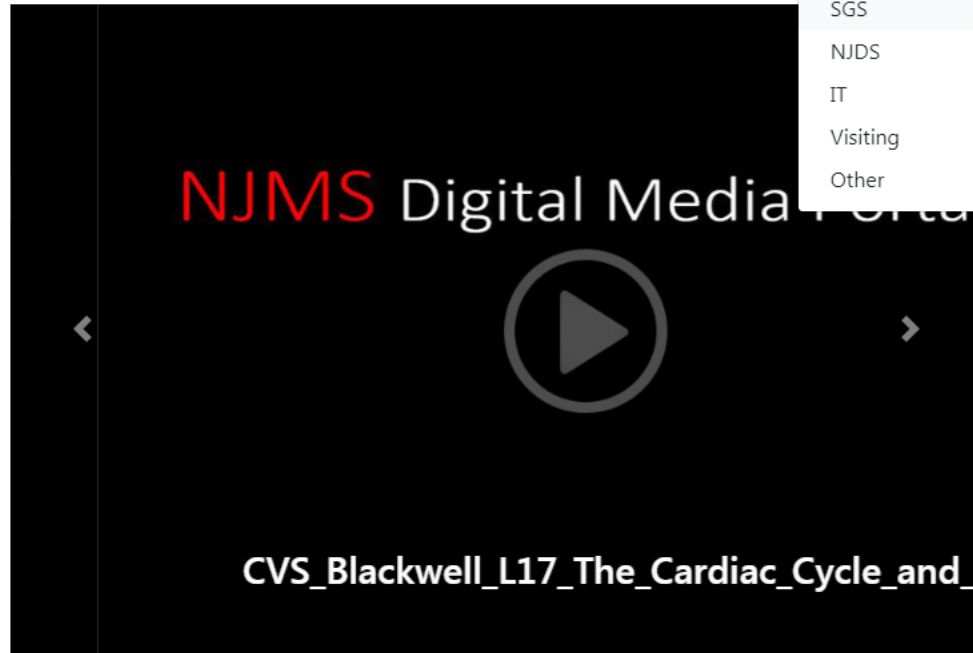 SGS
NJDS
IT
Visiting
Other
NJMS Digital Media
CVS_Blackwell_L17_The_Cardiac_Cycle_and_